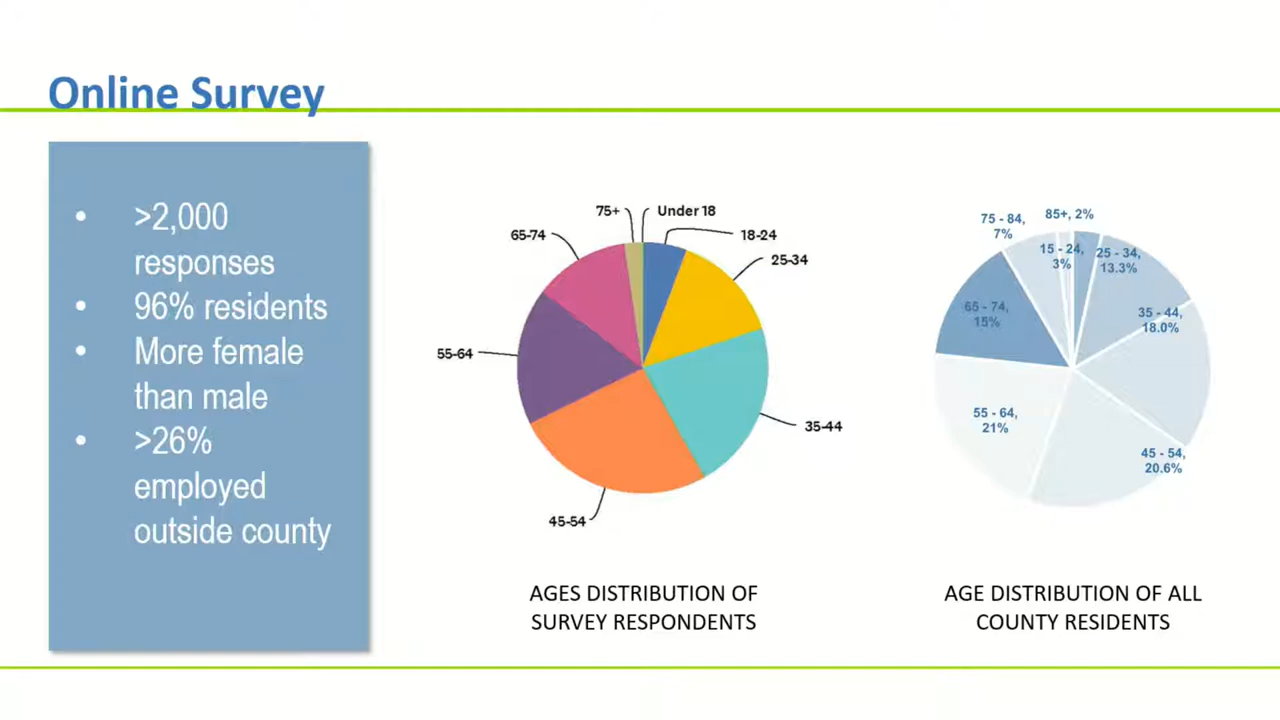 Online Survey
• >2,000
responses
• 96% residents
• More female
than male
• >26%
employed
outside county
75+
Under 18
65-74
18-24
25-34
55-64
35-44
45-54
AGES DISTRIBUTION OF
SURVEY RESPONDENTS
75 - 84,
7%
85+, 2%
15 - 24,
3%
25 - 34,
13.3%
65 - 74,
15%
35 - 44,
18.0%
55 - 64,
21%
45 - 54,
20.6%
AGE DISTRIBUTION OF ALL
COUNTY RESIDENTS